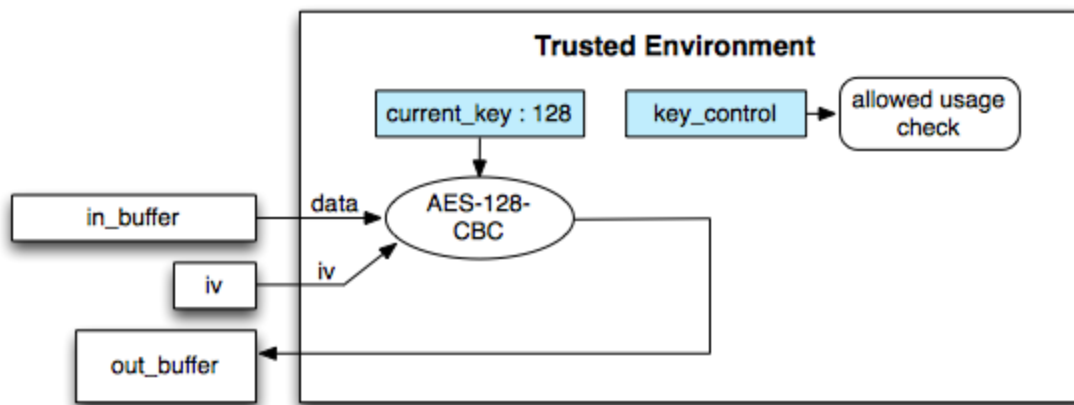 Trusted Environment
current_key : 128
key_control
allowed usage
check
in_buffer
data
AES-128-
CBC
iv
iv
out_buffer